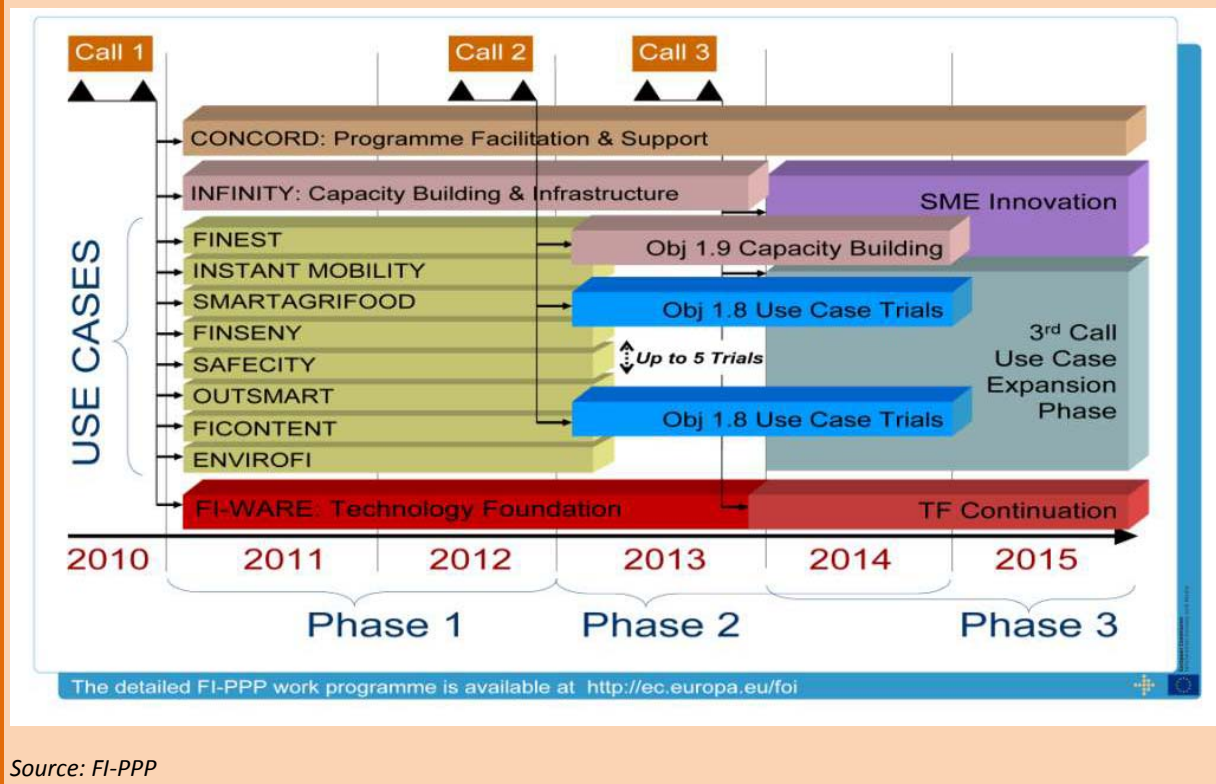 Call 1
Call 2
Call 3
CONCORD: Programme Facilitation & Support
INFINITY: Capacity Building & Infrastructure
SME Innovation
USE CASES
FINEST
Obj 1.9 Capacity Building
INSTANT MOBILITY
SMARTAGRIFOOD
Obj 1.8 Use Case Trials
FINSENY
3rd Call
Use Case
Expansion
Phase
SAFECITY
Up to 5 Trials
OUTSMART
FICONTENT
Obj 1.8 Use Case Trials
ENVIROFI
FI-WARE: Technology Foundation
TF Continuation
2010 2011 2012 2013 2014 2015
Phase 1 Phase 2 Phase 3
The detailed FI-PPP work programme is available at http://ec.europa.eu/foi
Source: FI-PPP